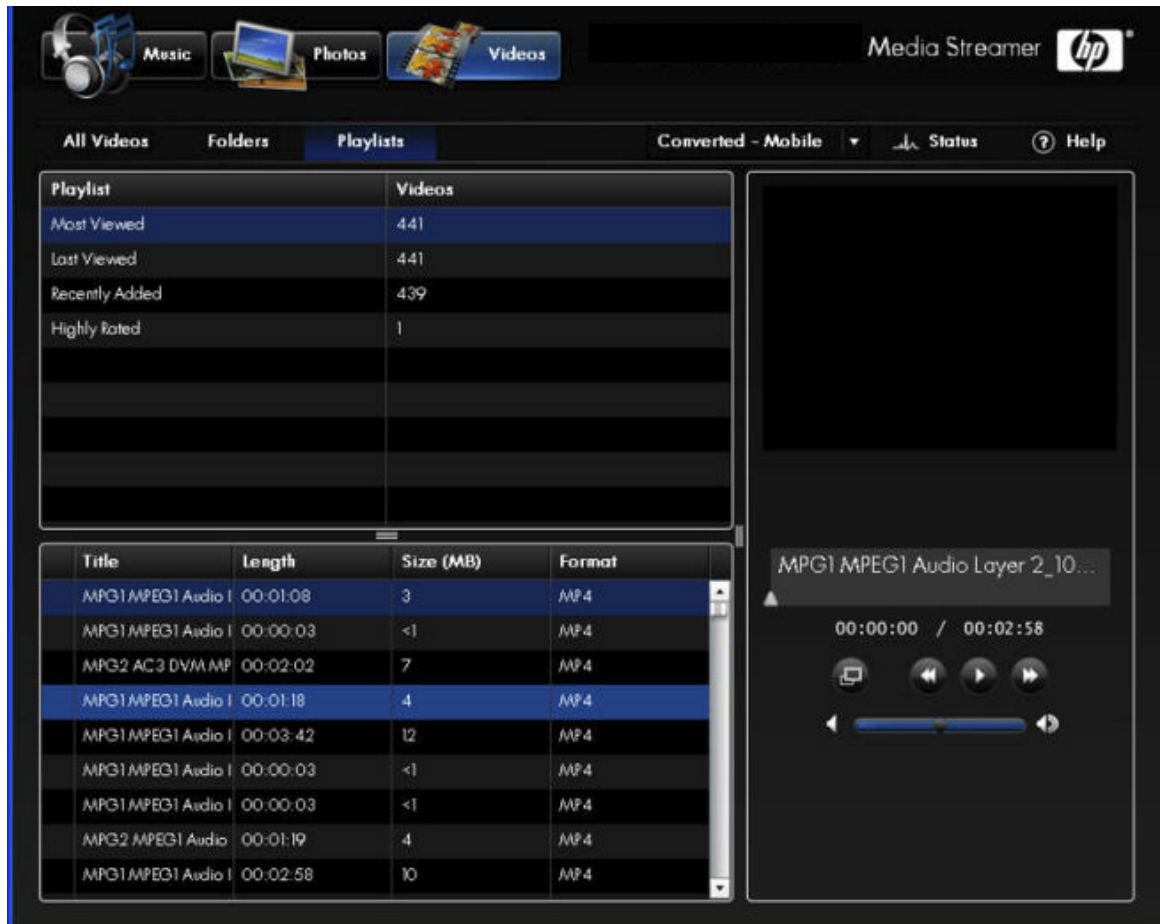 Music Photos Videos Media Streamer hp
All Videos Folders Playlists Converted - Mobile Status ? Help
Playlist Videos
Most Viewed 441
Last Viewed 441
Recently Added 439
Highly Rated 1
Title Length Size (MB) Format
MPG1 MPEG1 Audio l 00:01:08 3 MP4
MPG1 MPEG1 Audio l 00:00:03 <1 MP4
MPG2 AC3 DVM MP 00:02:02 7 MP4
MPG1 MPEG1 Audio l 00:01:18 4 MP4
MPG1 MPEG1 Audio l 00:03:42 12 MP4
MPG1 MPEG1 Audio l 00:00:03 <1 MP4
MPG1 MPEG1 Audio l 00:00:03 <1 MP4
MPG2 MPEG1 Audio 00:01:19 4 MP4
MPG1 MPEG1 Audio l 00:02:58 10 MP4
MPG1 MPEG1 Audio Layer 2_10...
00:00:00 / 00:02:58